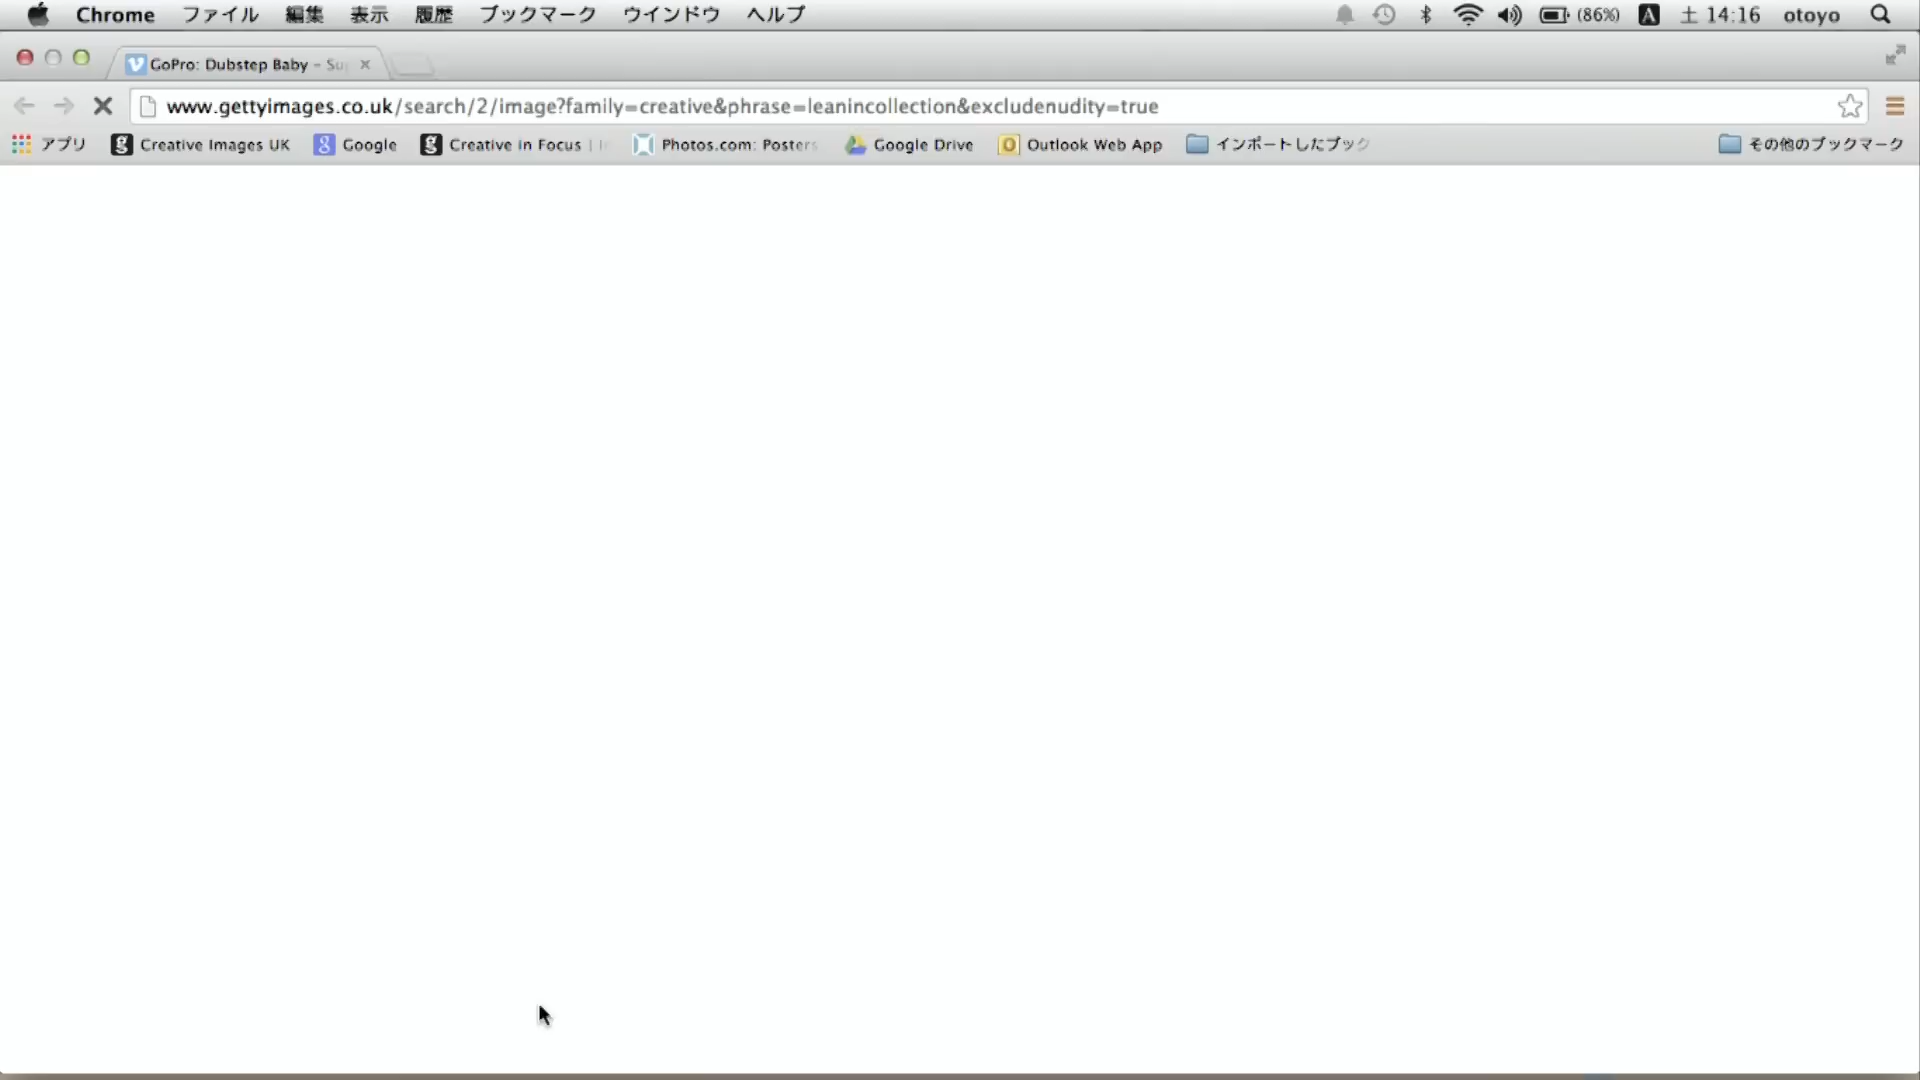 Chrome ファイル 編集 表示 履歴 ブックマーク ウインドウ ヘルプ (86%) A 土 14:16 otoyo
GoPro: Dubstep Baby – Su
www.gettyimages.co.uk/search/2/image?family=creative&phrase=leanincollection&excludenudity=true
アプリ Creative Images UK Google Creative in Focus | Photos.com: Posters Google Drive Outlook Web App インポートしたブック その他のブックマーク